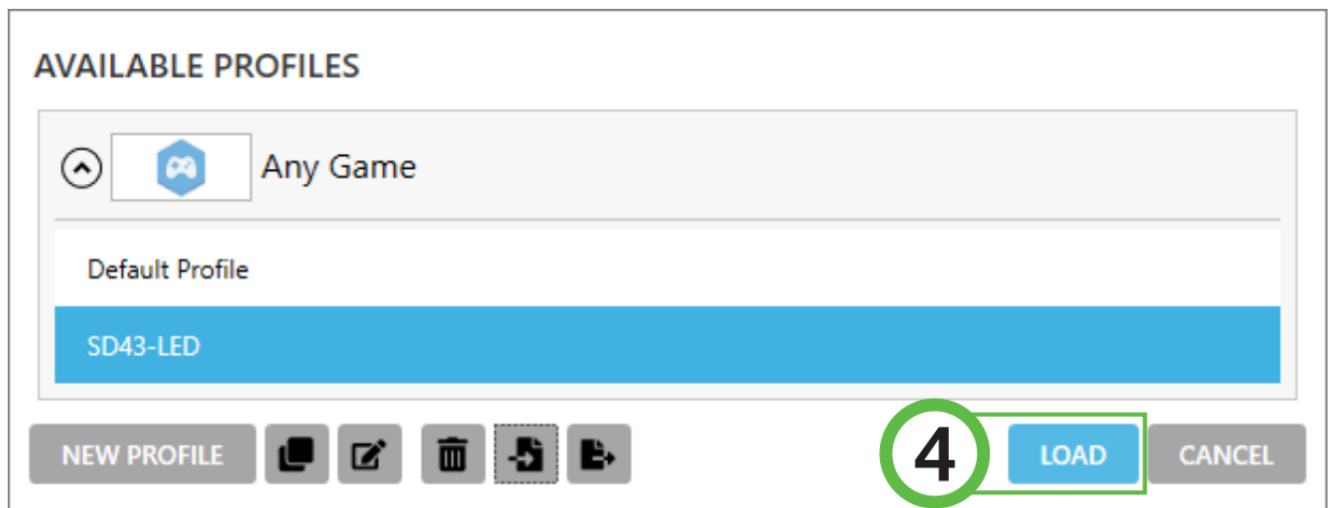 AVAILABLE PROFILES
Any Game
Default Profile
SD43-LED
NEW PROFILE
4
LOAD
CANCEL